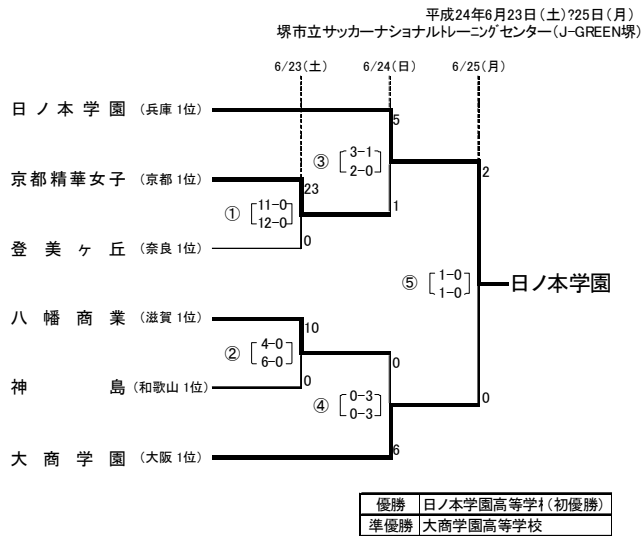 平成24年6月23日(土)?25日(月)
堺市立サッカーナショナルトレーニングセンター(J-GREEN堺)
6/23(土) 6/24(日) 6/25(月)
日ノ本学園 (兵庫 1位)
5
③ 3-1
2-0
2
京都精華女子 (京都 1位)
23
① 11-0
12-0
1
登美ヶ丘 (奈良 1位)
0
⑤ 1-0
1-0
日ノ本学園
八幡商業 (滋賀 1位)
10
② 4-0
6-0
0
神島 (和歌山 1位)
0
④ 0-3
0-3
0
大商学園 (大阪 1位)
6
優勝 日ノ本学園高等学 (初優勝)
準優勝 大商学園高等学校